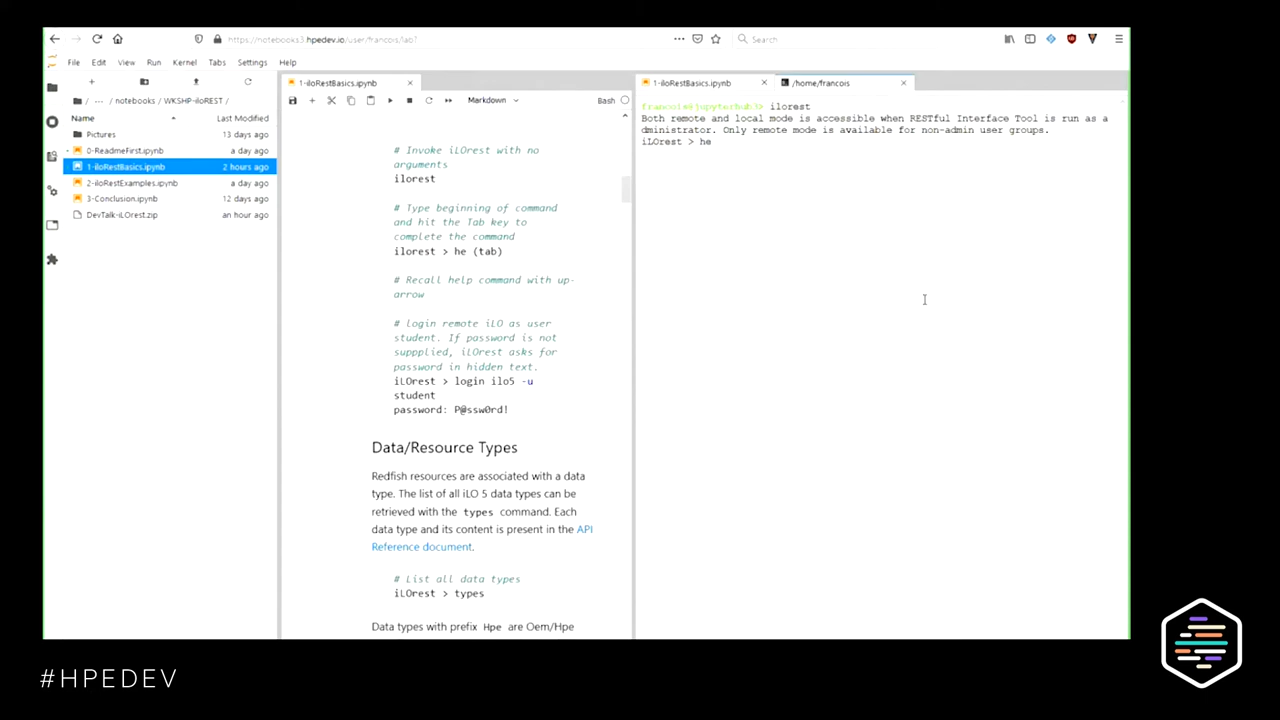 https://notebooks3.hpedev.io/user/francois/lab?
Search
File Edit View Run Kernel Tabs Settings Help
/ ··· / notebooks / WKSHP-iloREST /
Name Last Modified
Pictures 13 days ago
0-ReadmeFirst.ipynb a day ago
1-iloRestBasics.ipynb 2 hours ago
2-iloRestExamples.ipynb a day ago
3-Conclusion.ipynb 12 days ago
DevTalk-iLOrest.zip an hour ago
1-iloRestBasics.ipynb
Markdown Bash
# Invoke iLOrest with no
arguments
ilorest
# Type beginning of command
and hit the Tab key to
complete the command
ilorest > he (tab)
# Recall help command with up-
arrow
# login remote iLO as user
student. If password is not
suppplied, iLOrest asks for
password in hidden text.
iLOrest > login ilo5 -u
student
password: P@ssw0rd!
Data/Resource Types
Redfish resources are associated with a data
type. The list of all iLO 5 data types can be
retrieved with the types command. Each
data type and its content is present in the API
Reference document.
# List all data types
iLOrest > types
Data types with prefix Hpe are Oem/Hpe
1-iloRestBasics.ipynb /home/francois
francois@jupyterhub3> ilorest
Both remote and local mode is accessible when RESTful Interface Tool is run as a
dministrator. Only remote mode is available for non-admin user groups.
iLOrest > he
#HPEDEV